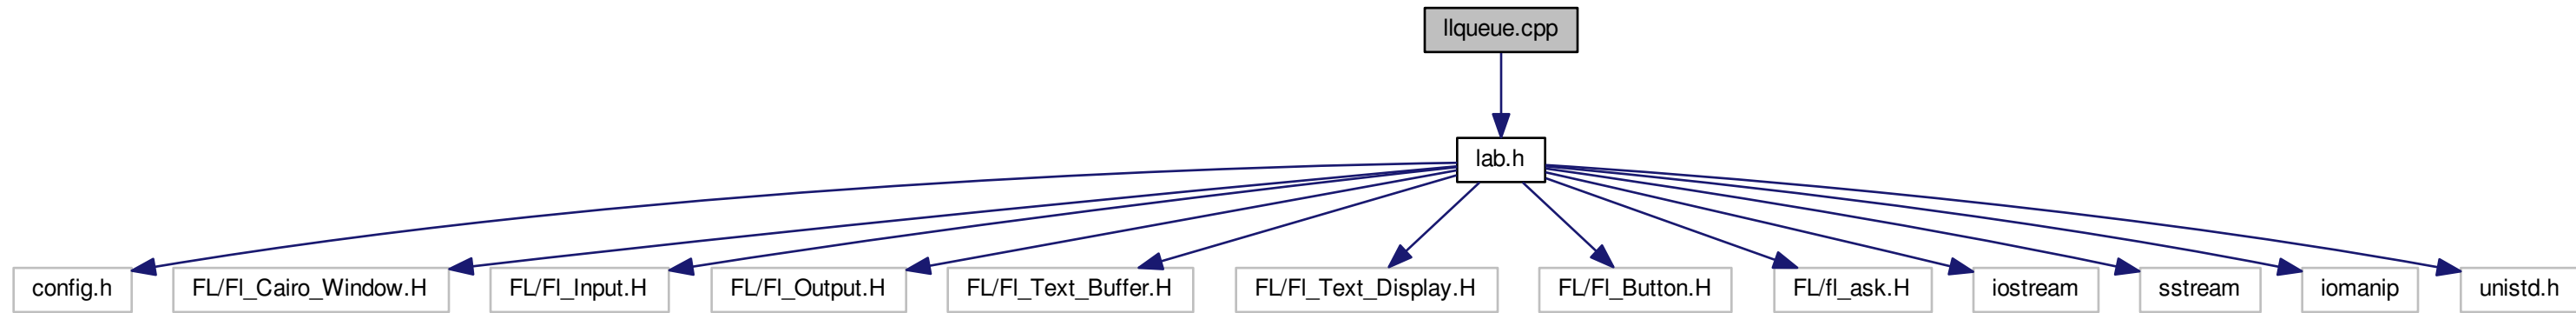 llqueue.cpp
lab.h
config.h
FL/Fl_Cairo_Window.H
FL/Fl_Input.H
FL/Fl_Output.H
FL/Fl_Text_Buffer.H
FL/Fl_Text_Display.H
FL/Fl_Button.H
FL/fl_ask.H
iostream
sstream
iomanip
unistd.h